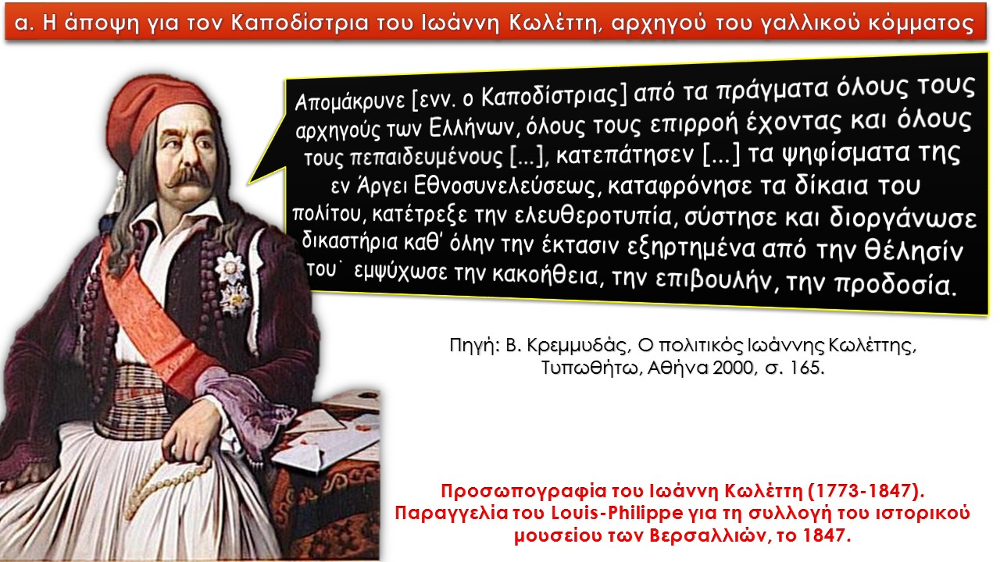 α. Η άποψη για τον Καποδίστρια του Ιωάννη Κωλέττη, αρχηγού του γαλλικού κόμματος
Απομάκρυνε [ενν. ο Καποδίστριας] από τα πράγματα όλους τους
αρχηγούς των Ελλήνων, όλους τους επιρροή έχοντας και όλους
τους πεπαιδευμένους [...], κατεπάτησεν [...] τα ψηφίσματα της
εν Άργει Εθνοσυνελεύσεως, καταφρόνησε τα δίκαια του
πολίτου, κατέτρεξε την ελευθεροτυπία, σύστησε και διοργάνωσε
δικαστήρια καθ’ όλην την έκτασιν εξηρτημένα από την θέλησίν
του˙ εμψύχωσε την κακοήθεια, την επιβουλήν, την προδοσία.
Πηγή: Β. Κρεμμυδάς, Ο πολιτικός Ιωάννης Κωλέττης,
Τυπωθήτω, Αθήνα 2000, σ. 165.
Προσωπογραφία του Ιωάννη Κωλέττη (1773-1847).
Παραγγελία του Louis-Philippe για τη συλλογή του ιστορικού
μουσείου των Βερσαλλιών, το 1847.